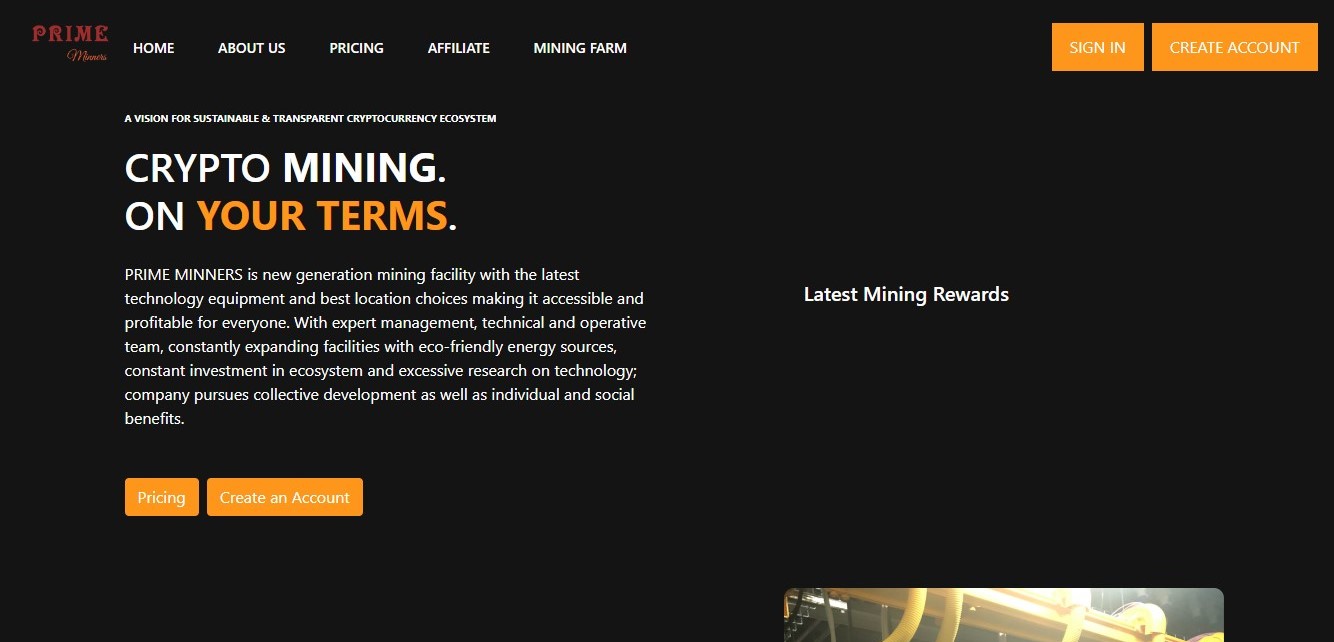 PRIME
Minners
HOME ABOUT US PRICING AFFILIATE MINING FARM
SIGN IN CREATE ACCOUNT
A VISION FOR SUSTAINABLE & TRANSPARENT CRYPTOCURRENCY ECOSYSTEM
CRYPTO MINING.
ON YOUR TERMS.
PRIME MINNERS is new generation mining facility with the latest
technology equipment and best location choices making it accessible and
profitable for everyone. With expert management, technical and operative
team, constantly expanding facilities with eco-friendly energy sources,
constant investment in ecosystem and excessive research on technology;
company pursues collective development as well as individual and social
benefits.
Latest Mining Rewards
Pricing Create an Account